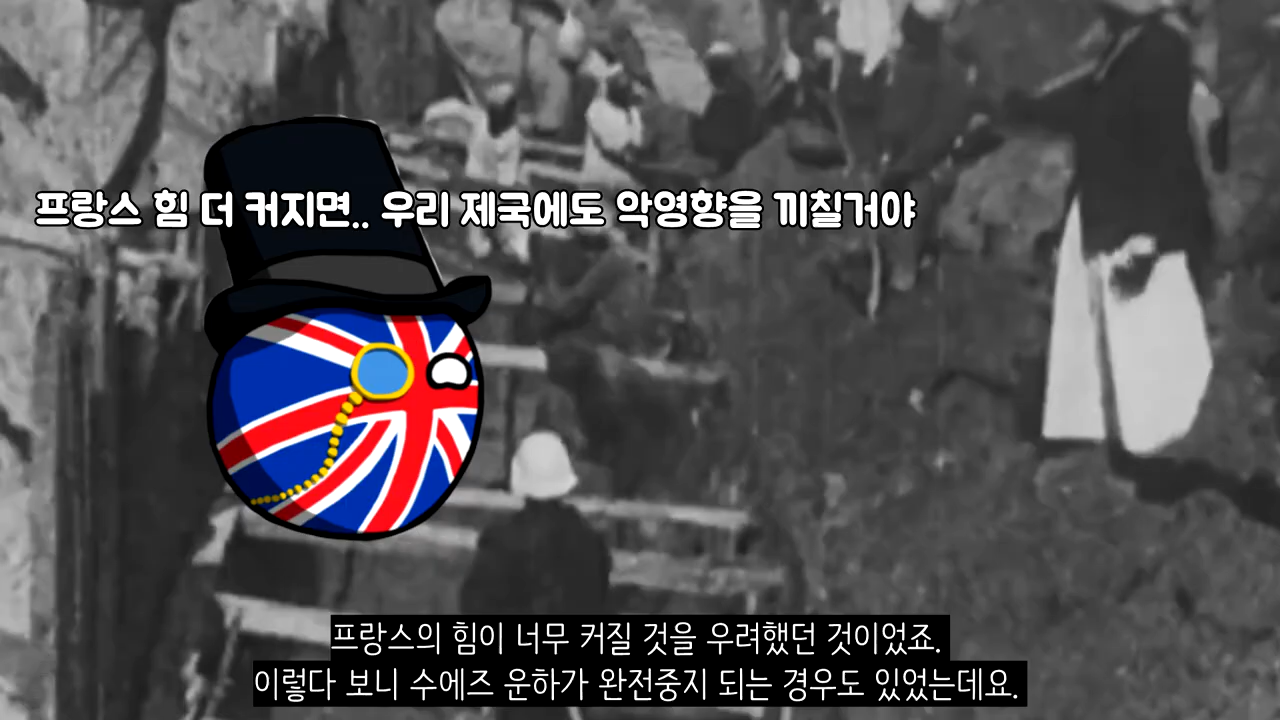 프랑스 힘 더 커지면.. 우리 제국에도 악영향을 끼칠거야
프랑스의 힘이 너무 커질 것을 우려했던 것이었죠.
이렇다 보니 수에즈 운하가 완전중지 되는 경우도 있었는데요.